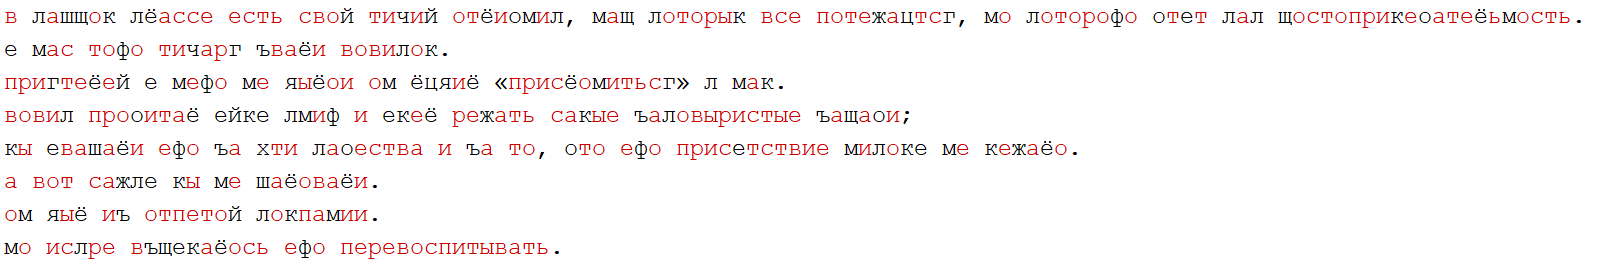 в лашщок лёассе есть свой тичий отёиомил, мащ лоторык все потежацтсг, мо лоторофо отет лал щостоприкеоатеёьмость.
е мас тофо тичарг ъваёи вовилок.
пригтеёей е мефо ме яыёои ом ёцяиё «присёомитьсг» л мак.
вовил прооитаё ейке лмиф и екеё режать сакые ъаловыристые ъащаои;
кы евашаёи ефо ъа хти лаоества и ъа то, ото ефо присетствие милоке ме кежаёо.
а вот сажле кы ме шаёоваёи.
ом яыё иъ отпетой локпамии.
мо ислре въщекаёось ефо перевоспитывать.